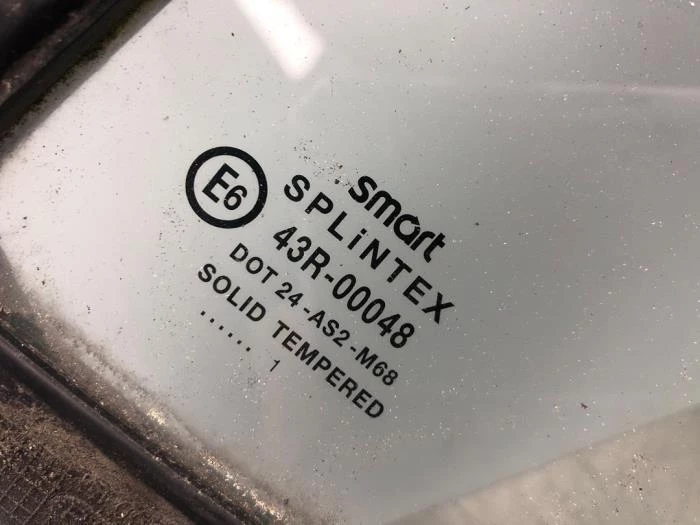 smart
SPLiNTEX
E6
43R-00048
DOT 24-AS2-M68
SOLID TEMPERED
...... 1